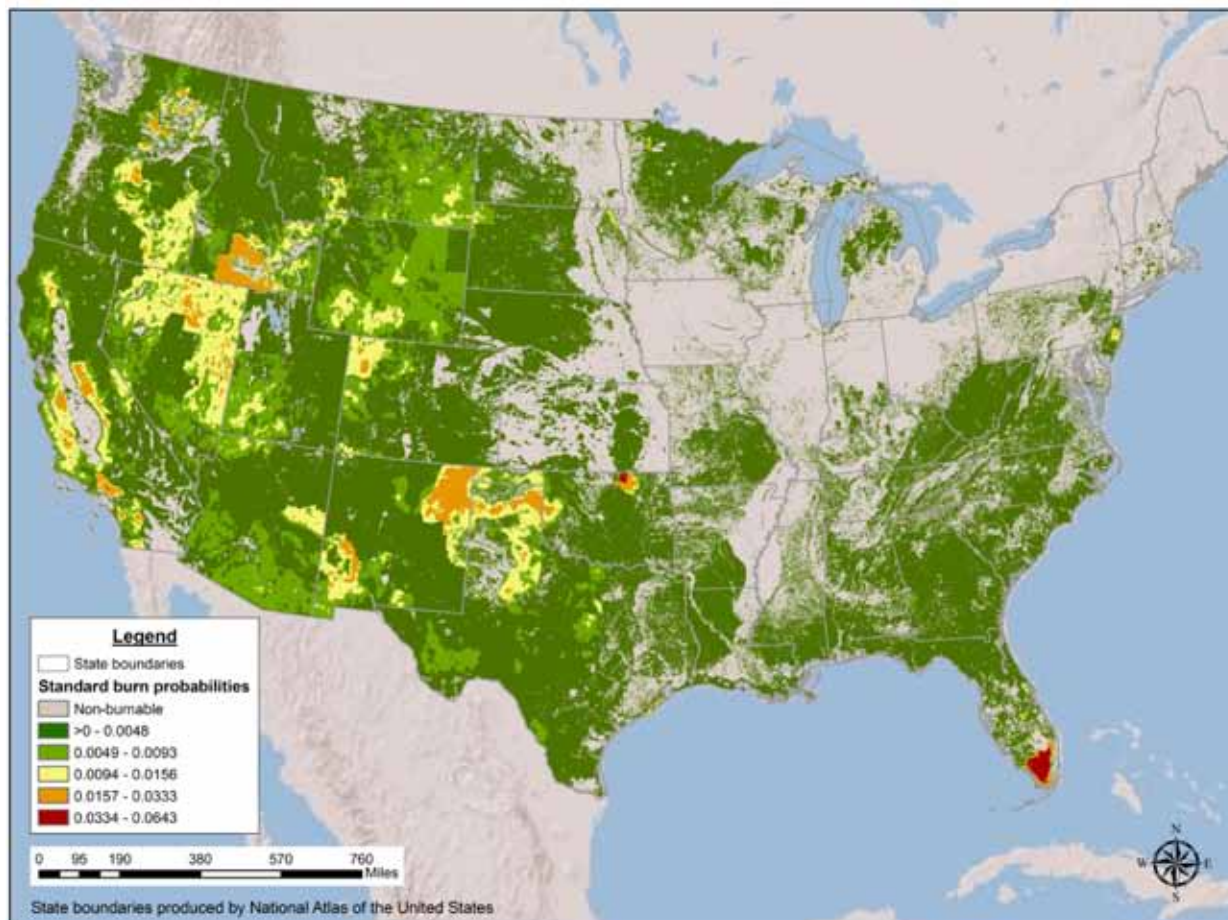 Legend
State boundaries
Standard burn probabilities
Non-burnable
>0 - 0.0048
0.0049 - 0.0093
0.0094 - 0.0156
0.0157 - 0.0333
0.0334 - 0.0643
0 95 190 380 570 760
Miles
State boundaries produced by National Atlas of the United States
N
W E
S